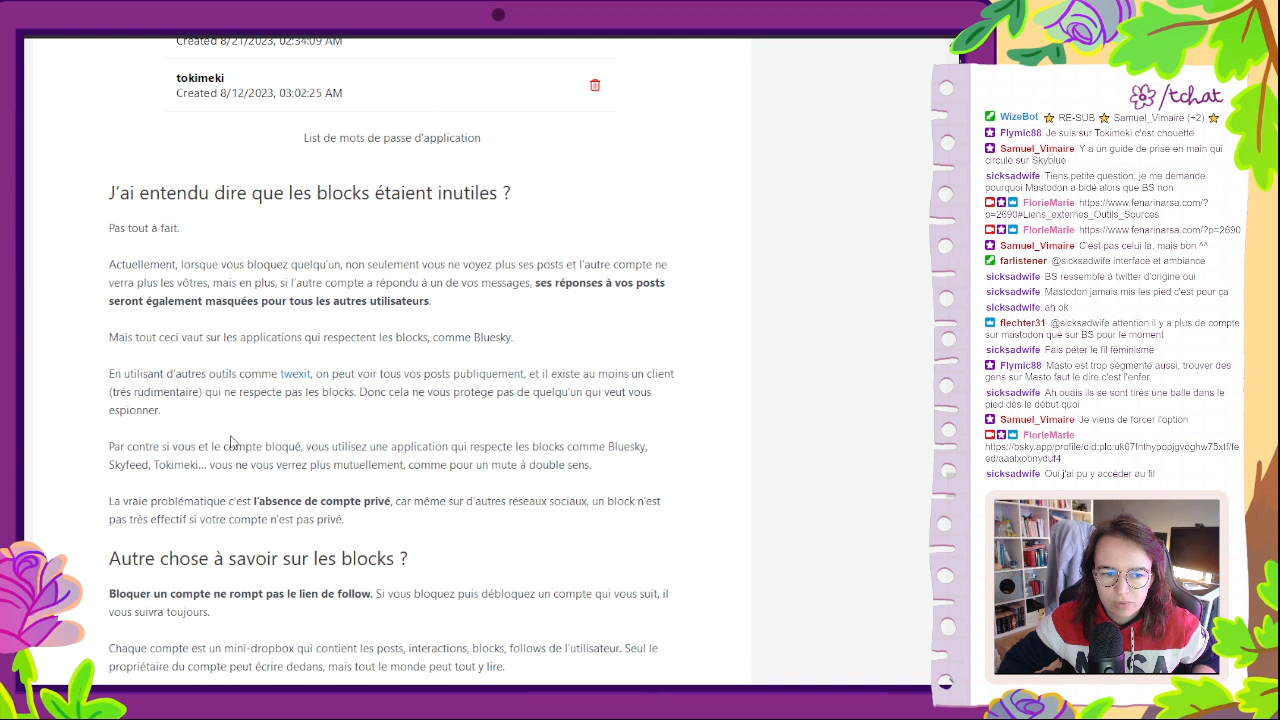 Created 8/21/2023, 02:34:09 AM
tokimeki
Created 8/12/2023, 03:02:25 AM
List de mots de passe d'application
J'ai entendu dire que les blocks étaient inutiles ?
Pas tout à fait.
Actuellement, lorsque vous bloquez quelqu'un, non seulement vous ne voyez plus ses posts et l'autre compte ne
verra plus les vôtres, mais en plus, si l'autre compte a répondu à un de vos messages, ses réponses à vos posts
seront également masquées pour tous les autres utilisateurs.
Mais tout ceci vaut sur les applications qui respectent les blocks, comme Bluesky.
En utilisant d'autres outils comme twexit, on peut voir tous vos posts publiquement, et il existe au moins un client
(très rudimentaire) qui ne respecte pas les blocks. Donc cela ne vous protège pas de quelqu'un qui veut vous
espionner.
Par contre si vous et le compte bloqué utilisez une application qui respecte les blocks comme Bluesky,
Skyfeed, Tokimeki... vous ne vous verrez plus mutuellement, comme pour un mute à double sens.
La vraie problématique c'est l'absence de compte privé, car même sur d'autres réseaux sociaux, un block n'est
pas très effectif si votre compte n'est pas privé.
Autre chose à savoir sur les blocks ?
Bloquer un compte ne rompt pas le lien de follow. Si vous bloquez puis débloquez un compte qui vous suit, il
vous suivra toujours.
Chaque compte est un mini-dropbox qui contient les posts, interactions, blocks, follows de l'utilisateur. Seul le
propriétaire du compte peut écrire dedans, mais tout le monde peut tout y lire.
/tchat
WizeBot RE-SUB Samuel_Vimaire (+2)
Flymic88 Je suis sur Tokimeki c'est chouette
Samuel_Vimaire Y a un guide de prise en main qui
circule sur Skyblue
sicksadwife Tiens petite question, je me demande
pourquoi Mastodon a bidé alors que BS non
FlorieMarie https://www.fenarinarsa.com/?
p=2690#Liens_externes_Outils_Sources
FlorieMarie https://www.fenarinarsa.com/?p=2690
Samuel_Vimaire C'est pas celui là, mais bon ^^
farlistener @sicksadwife interface et ambiance
sicksadwife BS ressemble à twitter d'origine oui
sicksadwife Mastodon jamais mis les pied c'est pour ça
sicksadwife ah ok
flechter31 @sicksadwife attention il y a plus de compte
sur mastodon que sur BS pour le moment
sicksadwife Fais péter le fil féminisme
Flymic88 Masto est trop ségmenté aussi, trouver des
gens sur Masto faut le dire c'est l'enfer.
sicksadwife Ah ouais ils se sont tirés une balle dans le
pied dès le début quoi
Samuel_Vimaire Je viens de forcer l'option
FlorieMarie
https://bsky.app/profile/did:plc:uk67fnthypopjgvxghw75xtf/fe
ed/aaalxobnyduf4
sicksadwife Oui j'ai pu y accéder au fil